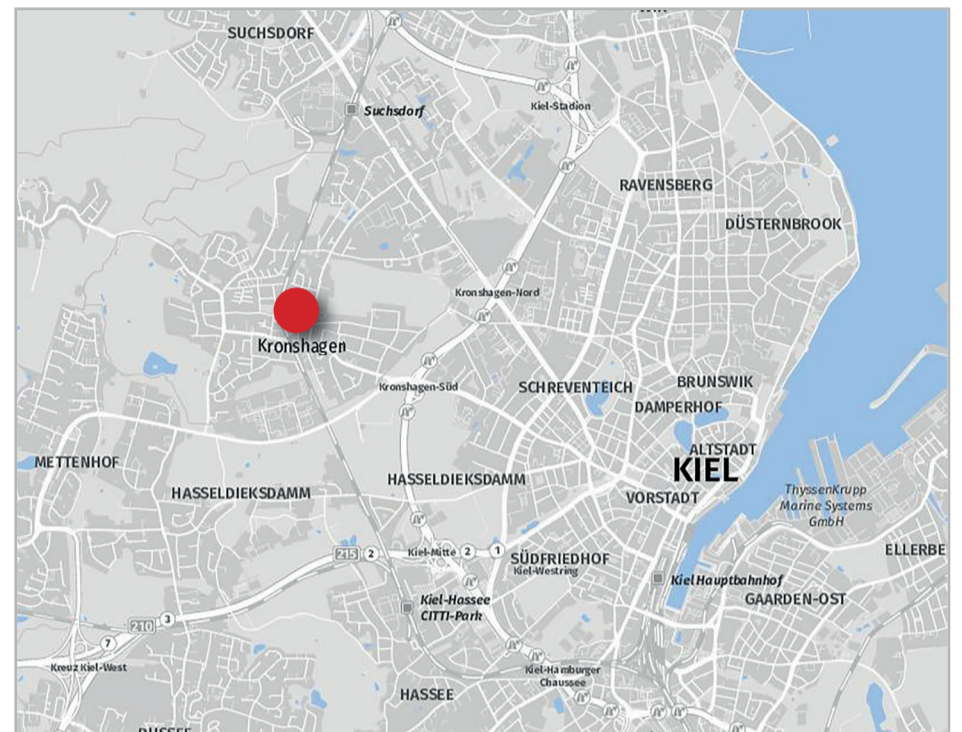 SUCHSDORF
Suchsdorf
Kiel-Stadion
RAVENSBERG
DÜSTERNBROOK
Kronshagen-Nord
Kronshagen
Kronshagen-Süd
SCHREVENTEICH
BRUNSWIK
DAMPERHOF
ALTSTADT
KIEL
METTENHOF
HASSELDIEKSDAMM
HASSELDIEKSDAMM
VORSTADT
ThyssenKrupp
Marine Systems
GmbH
215
2
Kiel-Mitte
2
1
SÜDFRIEDHOF
Kiel-Westring
ELLERBE
Kiel Hauptbahnhof
GAARDEN-OST
Kiel-Hassee
CITTI-Park
210
3
7
Kreuz Kiel-West
Kiel-Hamburger
Chaussee
HASSEE